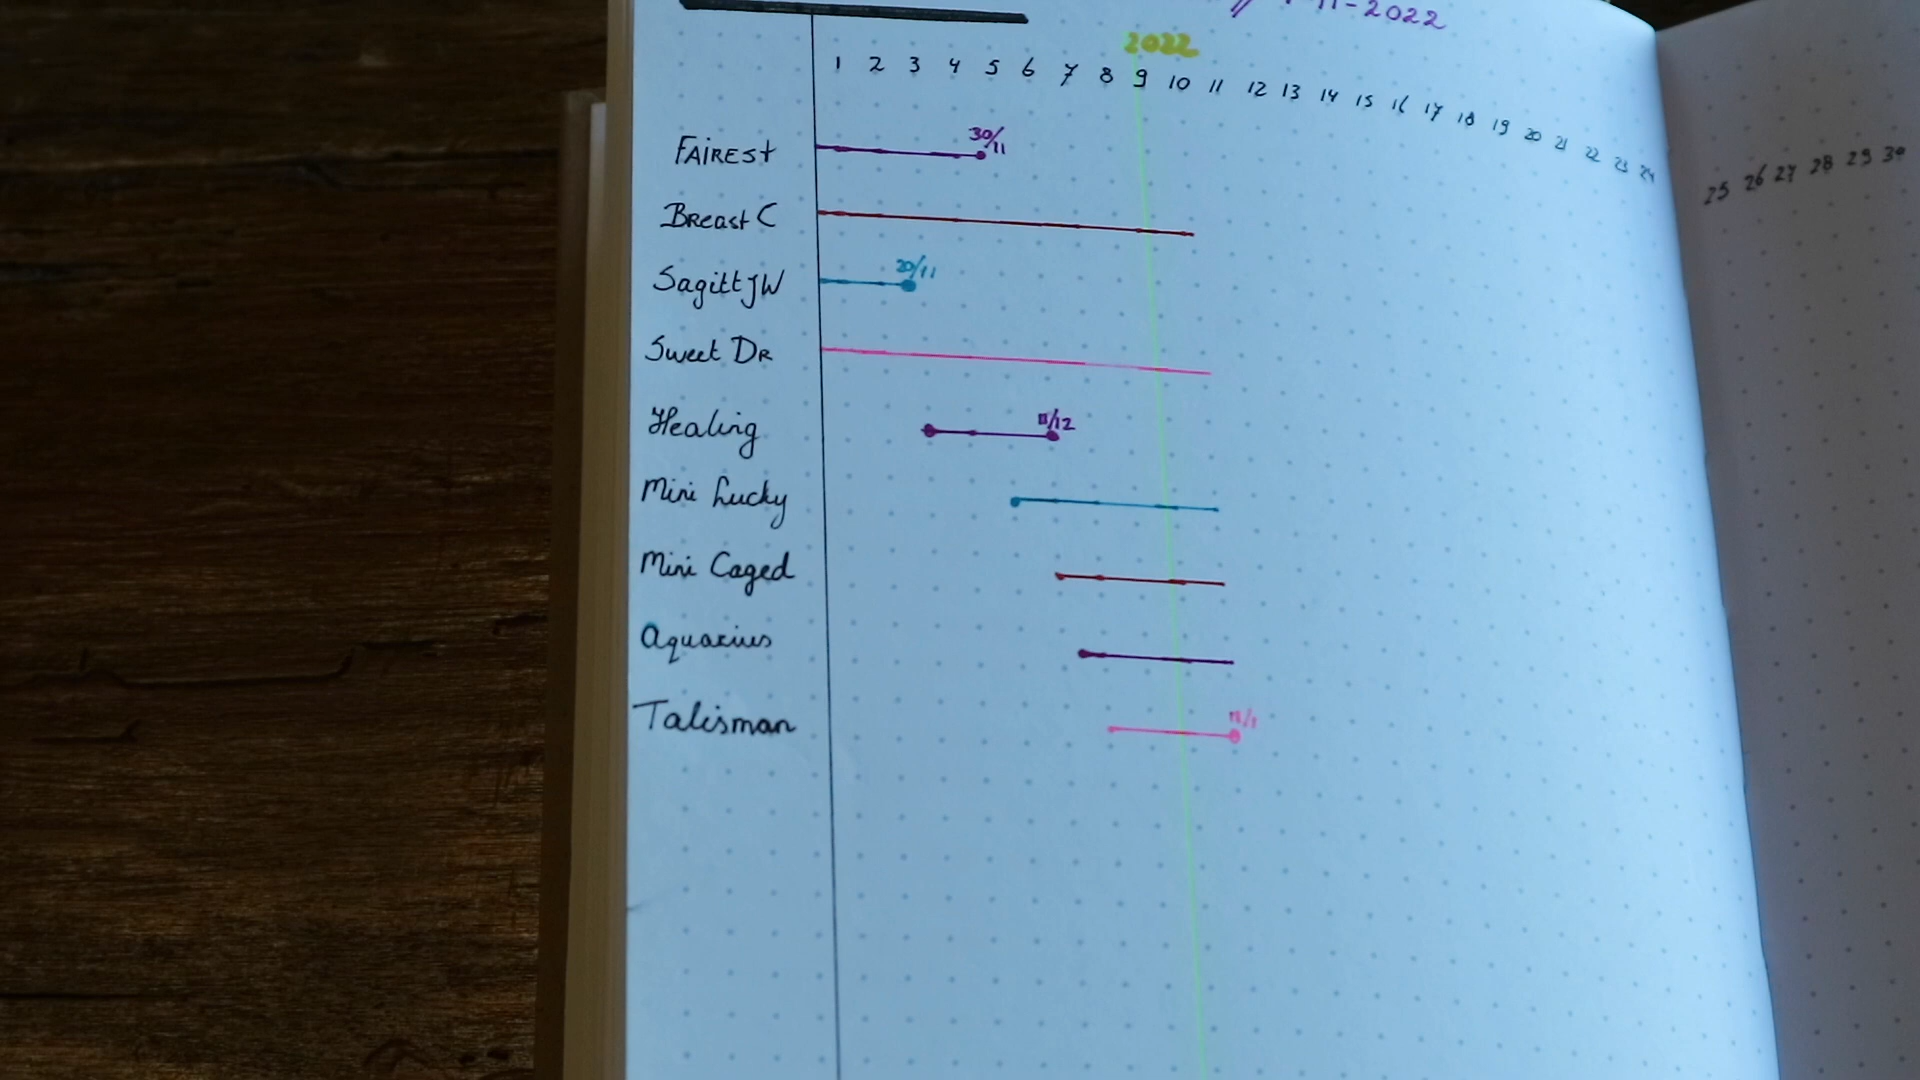 11-2022
2022
1 2 3 4 5 6 7 8 9 10 11 12 13 14 15 16 17 18 19 20 21 22 23 24 25 26 27 28 29 30
FAIREST 30/11
Breast C
Sagitt JW 20/11
Sweet DR
Healing /12
Mini Lucky
Mini Caged
Aquarius
Talisman